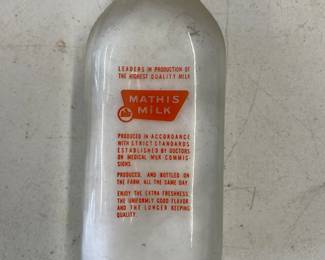 LEADERS IN PRODUCTION OF
THE HIGHEST QUALITY MILK
MATHIS
MILK
PRODUCED IN ACCORDANCE
WITH STRICT STANDARDS
ESTABLISHED BY DOCTORS
ON MEDICAL MILK COMMIS-
SIONS.
PRODUCED, AND BOTTLED ON
THE FARM, ALL THE SAME DAY.
ENJOY THE EXTRA FRESHNESS,
THE UNIFORMLY GOOD FLAVOR
AND THE LONGER KEEPING
QUALITY.